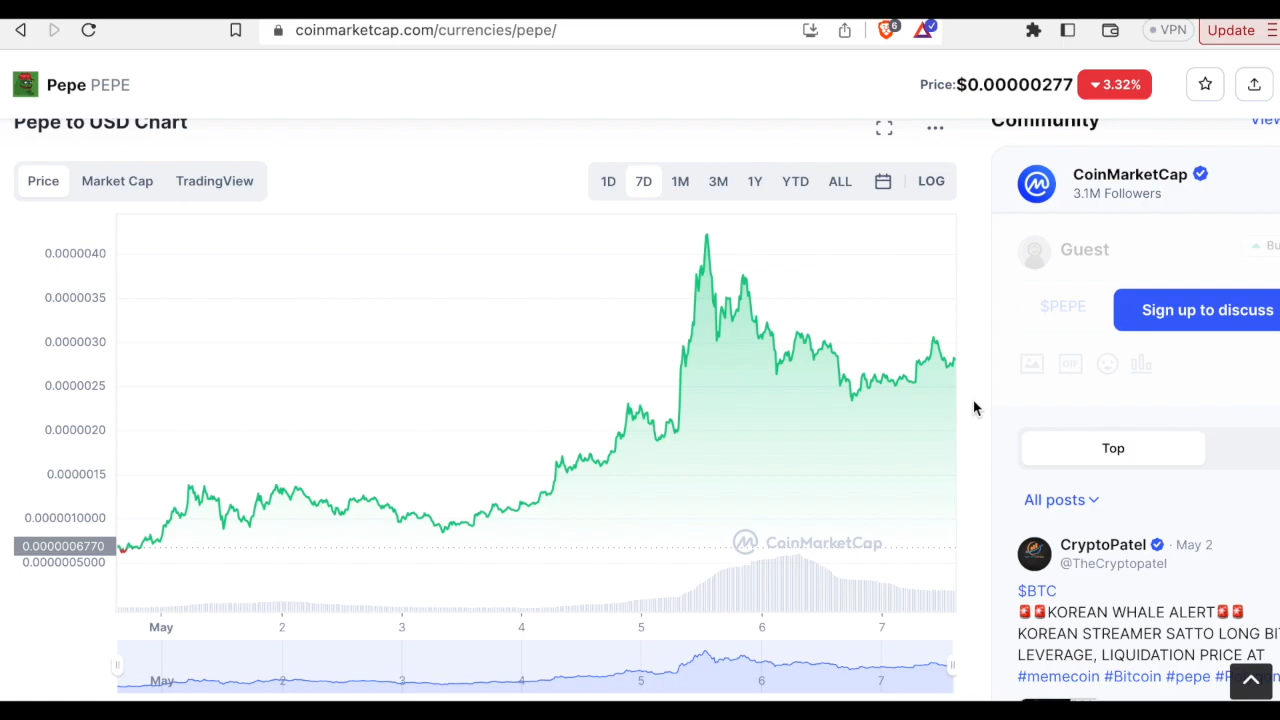 coinmarketcap.com/currencies/pepe/
6
VPN
Update
Pepe PEPE
Price:$0.00000277
3.32%
Pepe to USD Chart
Price
Market Cap
TradingView
1D
7D
1M
3M
1Y
YTD
ALL
LOG
0.0000040
0.0000035
0.0000030
0.0000025
0.0000020
0.0000015
0.0000010000
0.0000006770
0.0000005000
CoinMarketCap
May
2
3
4
5
6
7
May
2
3
4
5
6
7
Community
CoinMarketCap
3.1M Followers
Guest
Bu
$PEPE
Sign up to discuss
GIF
Top
All posts
CryptoPatel · May 2
@TheCryptopatel
$BTC
🚨🚨KOREAN WHALE ALERT🚨🚨
KOREAN STREAMER SATTO LONG BI
LEVERAGE, LIQUIDATION PRICE AT
#memecoin #Bitcoin #pepe